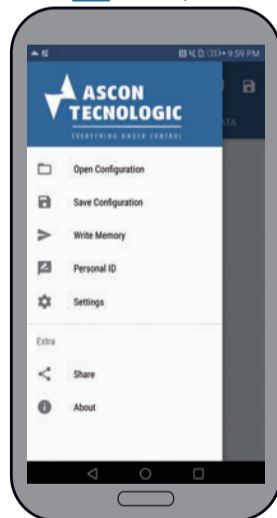 9:59 PM
ASCON
TECNOLOGIC
EVERYTHING UNDER CONTROL
ATA
Open Configuration
Save Configuration
Write Memory
Personal ID
Settings
Extra
Share
About